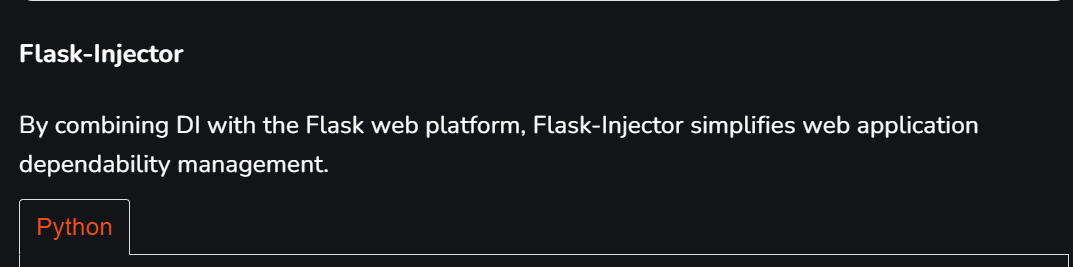 Flask-Injector
By combining DI with the Flask web platform, Flask-Injector simplifies web application
dependability management.
Python